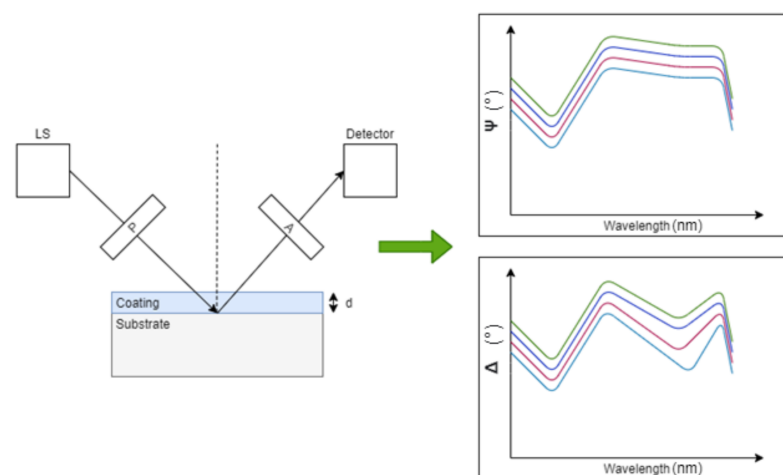 LS
Detector
P
A
Coating
d
Substrate
Ψ (°)
Wavelength (nm)
Δ (°)
Wavelength (nm)